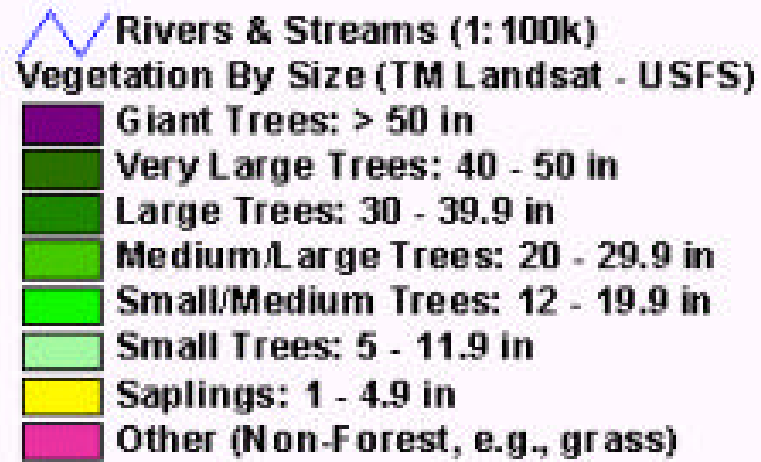 Rivers & Streams (1:100k)
Vegetation By Size (TM Landsat - USFS)
Giant Trees: > 50 in
Very Large Trees: 40 - 50 in
Large Trees: 30 - 39.9 in
Medium/Large Trees: 20 - 29.9 in
Small/Medium Trees: 12 - 19.9 in
Small Trees: 5 - 11.9 in
Saplings: 1 - 4.9 in
Other (Non-Forest, e.g., grass)